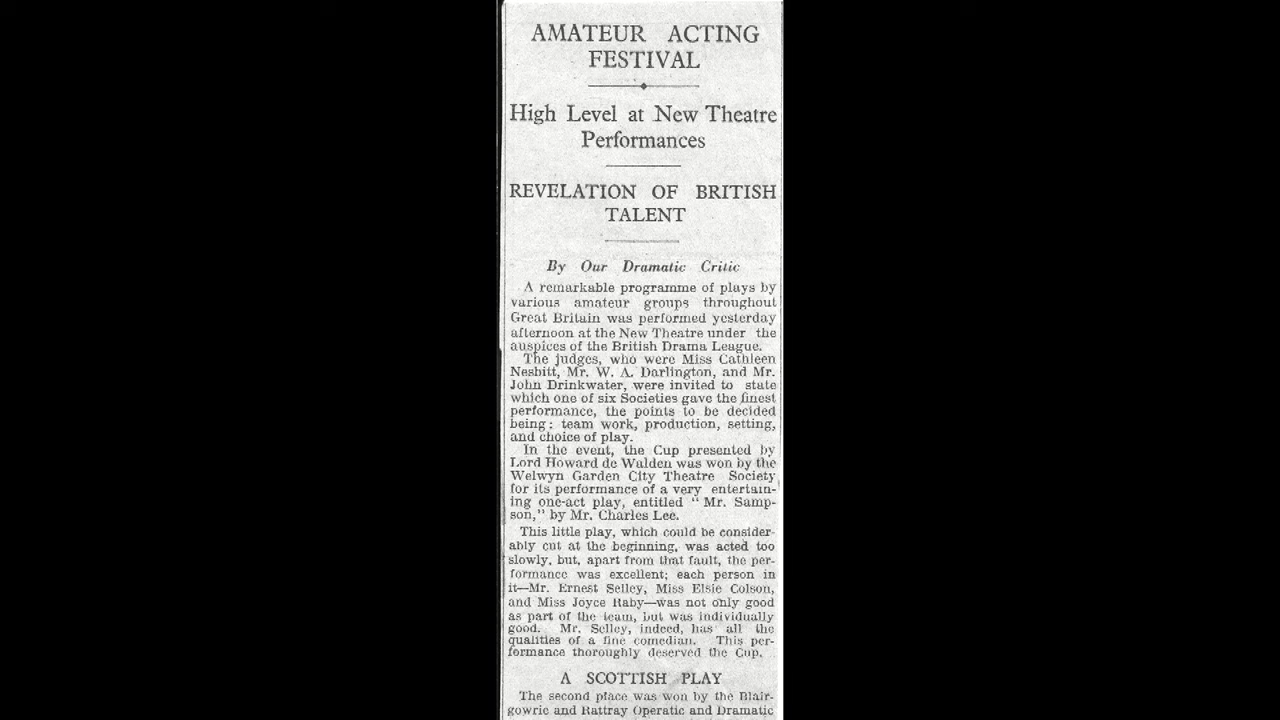 AMATEUR ACTING
FESTIVAL
High Level at New Theatre
Performances
REVELATION OF BRITISH
TALENT
By Our Dramatic Critic
A remarkable programme of plays by
various amateur groups throughout
Great Britain was performed yesterday
afternoon at the New Theatre under the
auspices of the British Drama League.
The judges, who were Miss Cathleen
Nesbitt, Mr. W. A. Darlington, and Mr.
John Drinkwater, were invited to state
which one of six Societies gave the finest
performance, the points to be decided
being: team work, production, setting,
and choice of play.
In the event, the Cup presented by
Lord Howard de Walden was won by the
Welwyn Garden City Theatre Society
for its performance of a very entertain-
ing one-act play, entitled “Mr. Samp-
son,” by Mr. Charles Lee.
This little play, which could be consider-
ably cut at the beginning, was acted too
slowly, but, apart from that fault, the per-
formance was excellent; each person in
it—Mr. Ernest Selley, Miss Elsie Colson,
and Miss Joyce Raby—was not only good
as part of the team, but was individually
good. Mr. Selley, indeed, has all the
qualities of a fine comedian. This per-
formance thoroughly deserved the Cup.
A SCOTTISH PLAY
The second place was won by the Blair-
gowrie and Rattray Operatic and Dramatic